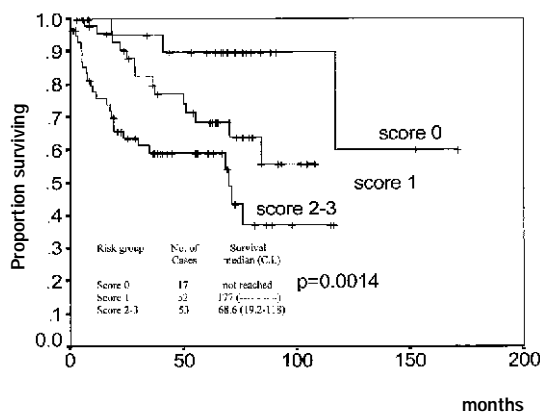 Proportion surviving
1.0
.9
.8
.7
.6
.5
.4
.3
.2
.1
0.0
score 0
score 1
score 2-3
Risk group No. of Cases Survival median (C.I.)
Score 0 17 not reached
Score 1 52 177 (----------)
Score 2-3 53 68.6 (19.2-118)
p=0.0014
0 50 100 150 200
months